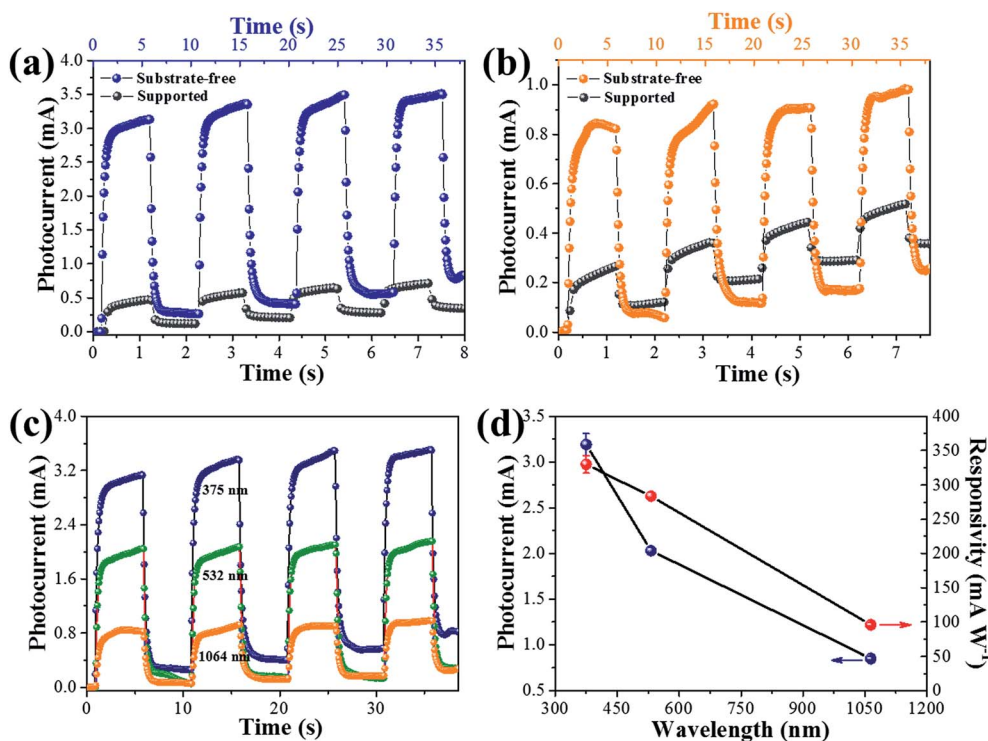 (a)
Time (s)
0 5 10 15 20 25 30 35
Photocurrent (mA)
4.0
3.5
3.0
2.5
2.0
1.5
1.0
0.5
0.0
Substrate-free
Supported
0 1 2 3 4 5 6 7 8
Time (s)
(b)
Time (s)
0 5 10 15 20 25 30 35
Photocurrent (mA)
1.0
0.8
0.6
0.4
0.2
0.0
Substrate-free
Supported
0 1 2 3 4 5 6 7
Time (s)
(c)
Photocurrent (mA)
4.0
3.2
2.4
1.6
0.8
0.0
375 nm
532 nm
1064 nm
0 10 20 30
Time (s)
(d)
Photocurrent (mA)
3.5
3.0
2.5
2.0
1.5
1.0
0.5
300 450 600 750 900 1050 1200
Wavelength (nm)
400
350
300
250
200
150
100
50
0
Responsivity (mA W⁻¹)